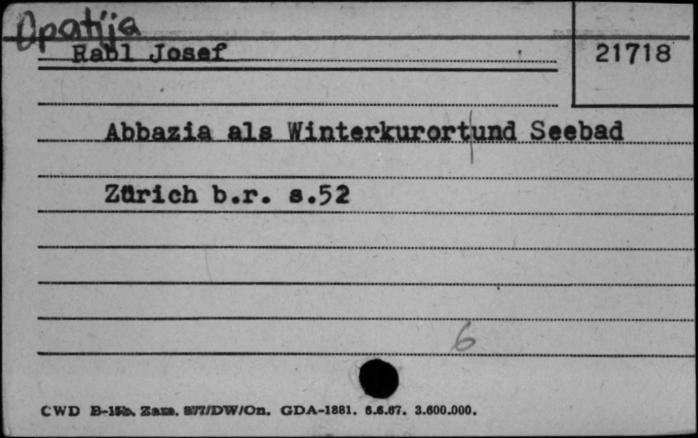 Opatija
Rabl Josef
21718
Abbazia als Winterkurort und Seebad
Zürich b.r. s.52
6
CWD B-15b. Zam. 877/DW/On. GDA-1881. 6.6.67. 3.600.000.